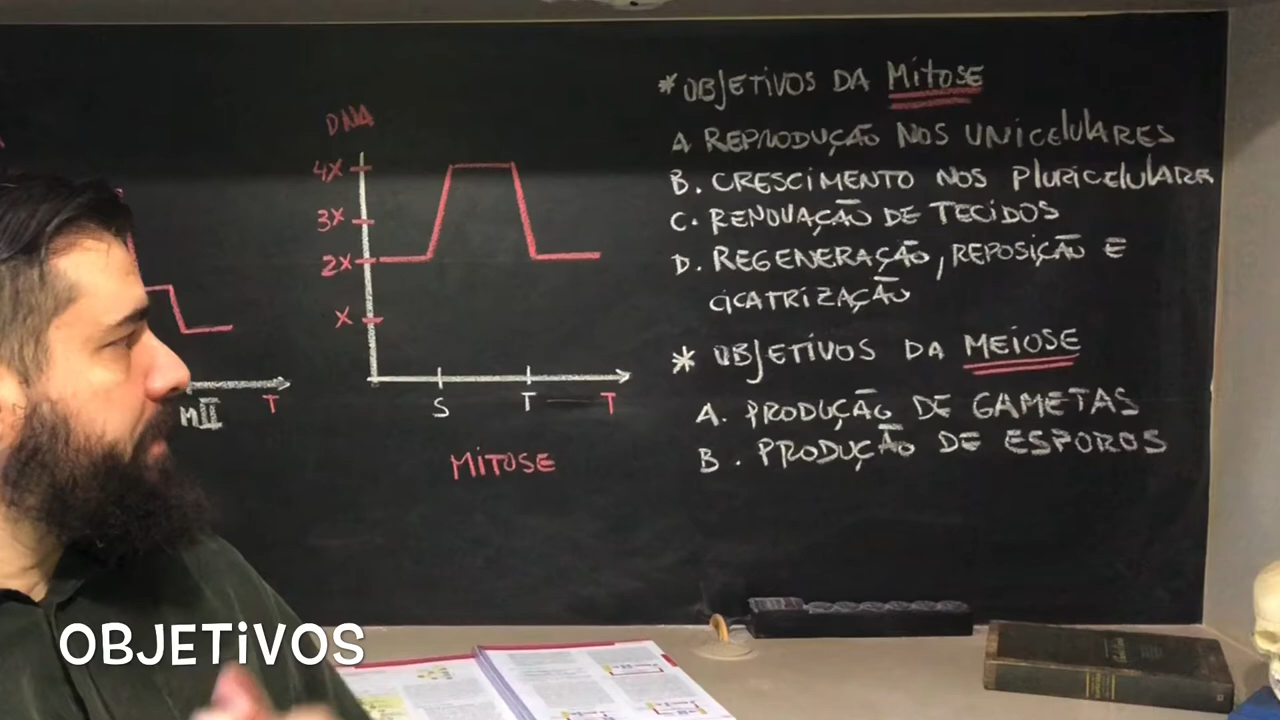 * OBJETIVOS DA MITOSE
A REPRODUÇÃO NOS UNICELULARES
B. CRESCIMENTO NOS PLURICELULARES
C. RENOVAÇÃO DE TECIDOS
D. REGENERAÇÃO, REPOSIÇÃO E
CICATRIZAÇÃO
* OBJETIVOS DA MEIOSE
A. PRODUÇÃO DE GAMETAS
B. PRODUÇÃO DE ESPOROS
DNA
4X
3X
2X
X
S T T
MITOSE
MII T
OBJETIVOS